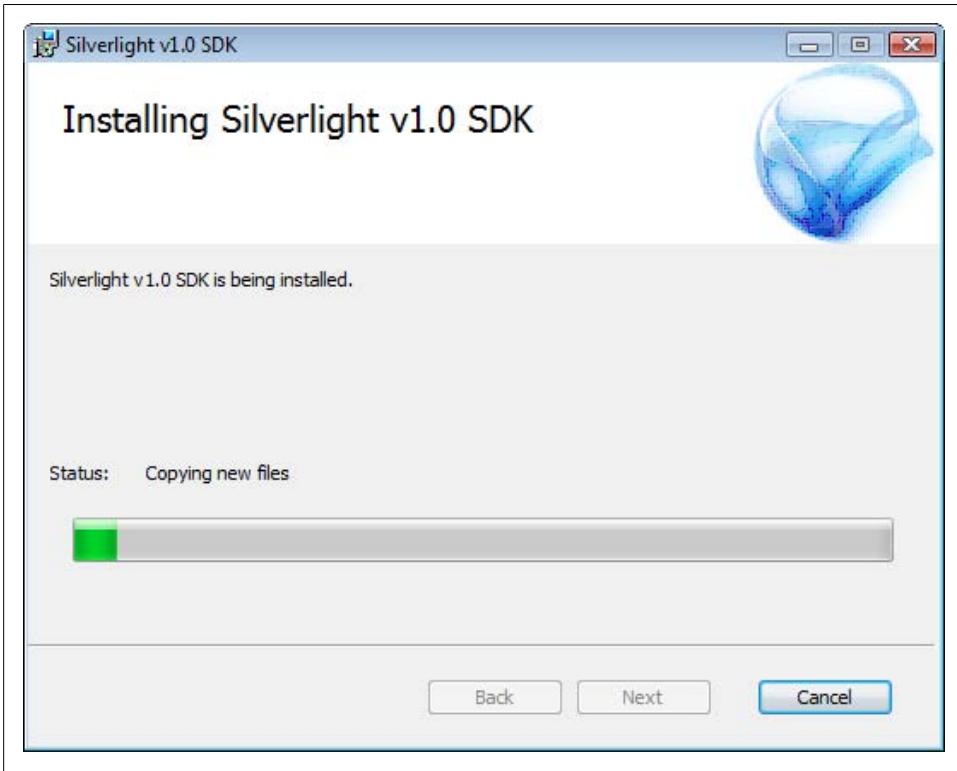 Silverlight v1.0 SDK
Installing Silverlight v1.0 SDK
Silverlight v1.0 SDK is being installed.
Status: Copying new files
Back Next Cancel